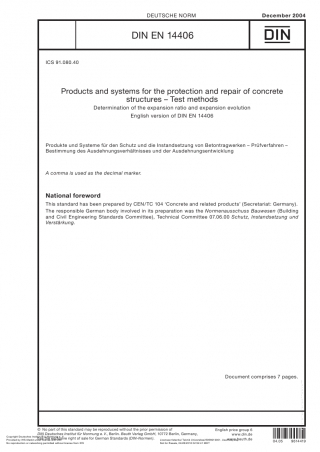 DEUTSCHE NORM
December 2004
DIN EN 14406
DIN
ICS 91.080.40
Products and systems for the protection and repair of concrete
structures – Test methods
Determination of the expansion ratio and expansion evolution
English version of DIN EN 14406
Produkte und Systeme für den Schutz und die Instandsetzung von Betontragwerken – Prüfverfahren –
Bestimmung des Ausdehnungsverhältnisses und der Ausdehnungsentwicklung
A comma is used as the decimal marker.
National foreword
This standard has been prepared by CEN/TC 104 'Concrete and related products' (Secretariat: Germany).
The responsible German body involved in its preparation was the Normenausschuss Bauwesen (Building
and Civil Engineering Standards Committee), Technical Committee 07.06.00 Schutz, Instandsetzung und
Verstärkung.
Document comprises 7 pages.
No part of this standard may be reproduced without the prior permission of
DIN Deutsches Institut für Normung e. V., Berlin. Beuth Verlag GmbH, 10772 Berlin, Germany,
right of sale for German Standards (DIN-Normen).
English price group
www.din.de
www.beuth.de